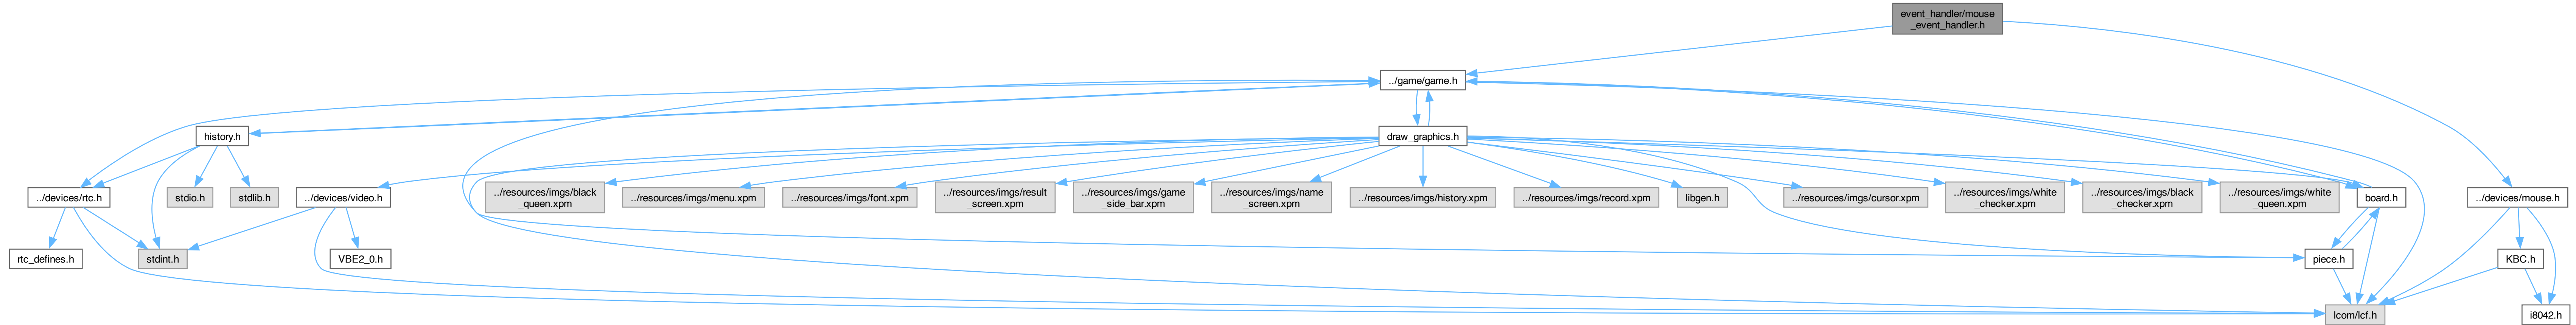 event_handler/mouse
_event_handler.h
../game/game.h
history.h
draw_graphics.h
../devices/rtc.h
stdio.h
stdlib.h
../devices/video.h
../resources/imgs/black
_queen.xpm
../resources/imgs/menu.xpm
../resources/imgs/font.xpm
../resources/imgs/result
_screen.xpm
../resources/imgs/game
_side_bar.xpm
../resources/imgs/name
_screen.xpm
../resources/imgs/history.xpm
../resources/imgs/record.xpm
libgen.h
../resources/imgs/cursor.xpm
../resources/imgs/white
_checker.xpm
../resources/imgs/black
_checker.xpm
../resources/imgs/white
_queen.xpm
board.h
../devices/mouse.h
rtc_defines.h
stdint.h
VBE2_0.h
piece.h
KBC.h
lcom/lcf.h
i8042.h